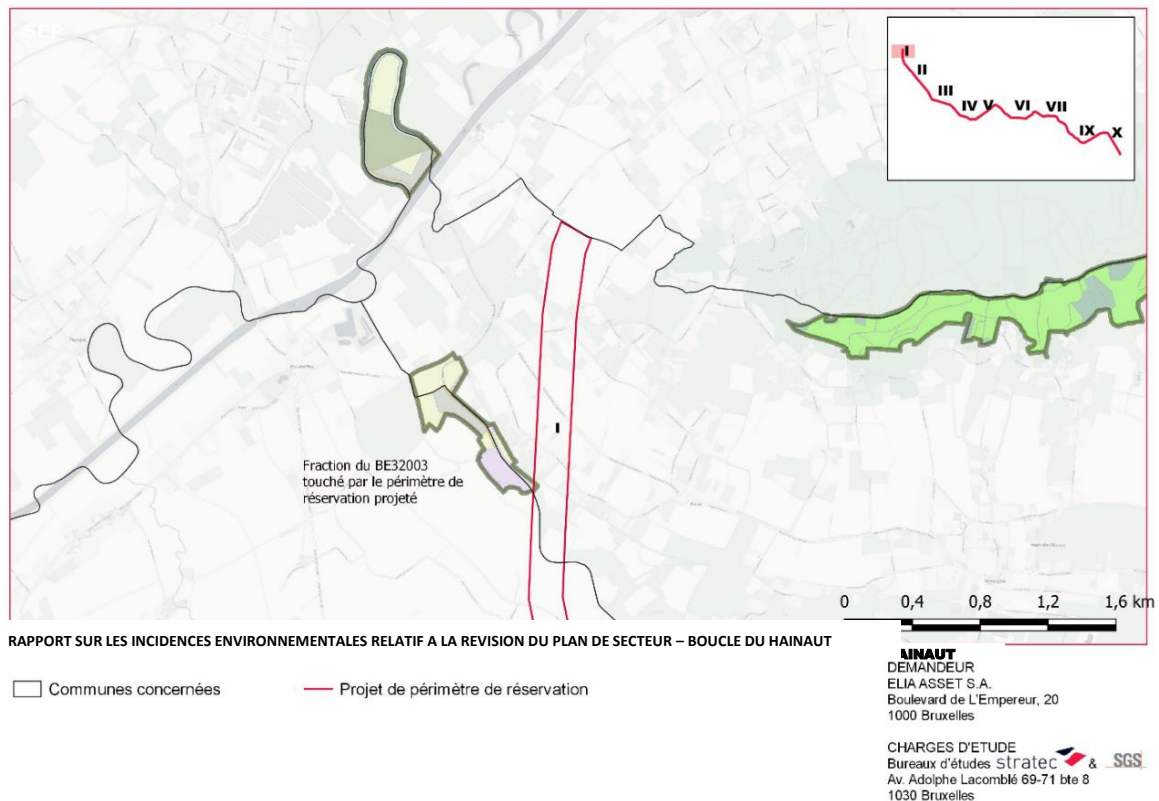 I
II
III
IV
V
VI
VII
IX
X
I
Fraction du BE32003
touché par le périmètre de
réservation projeté
0 0,4 0,8 1,2 1,6 km
RAPPORT SUR LES INCIDENCES ENVIRONNEMENTALES RELATIF A LA REVISION DU PLAN DE SECTEUR – BOUCLE DU HAINAUT
Communes concernées
Projet de périmètre de réservation
AINAUT
DEMANDEUR
ELIA ASSET S.A.
Boulevard de L'Empereur, 20
1000 Bruxelles
CHARGES D'ETUDE
Bureaux d'études stratec & SGS
Av. Adolphe Lacomblé 69-71 bte 8
1030 Bruxelles